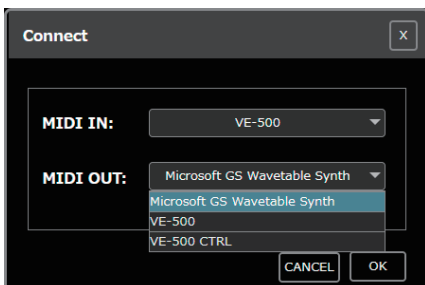 Connect
X
MIDI IN:
VE-500
MIDI OUT:
Microsoft GS Wavetable Synth
Microsoft GS Wavetable Synth
VE-500
VE-500 CTRL
CANCEL
OK